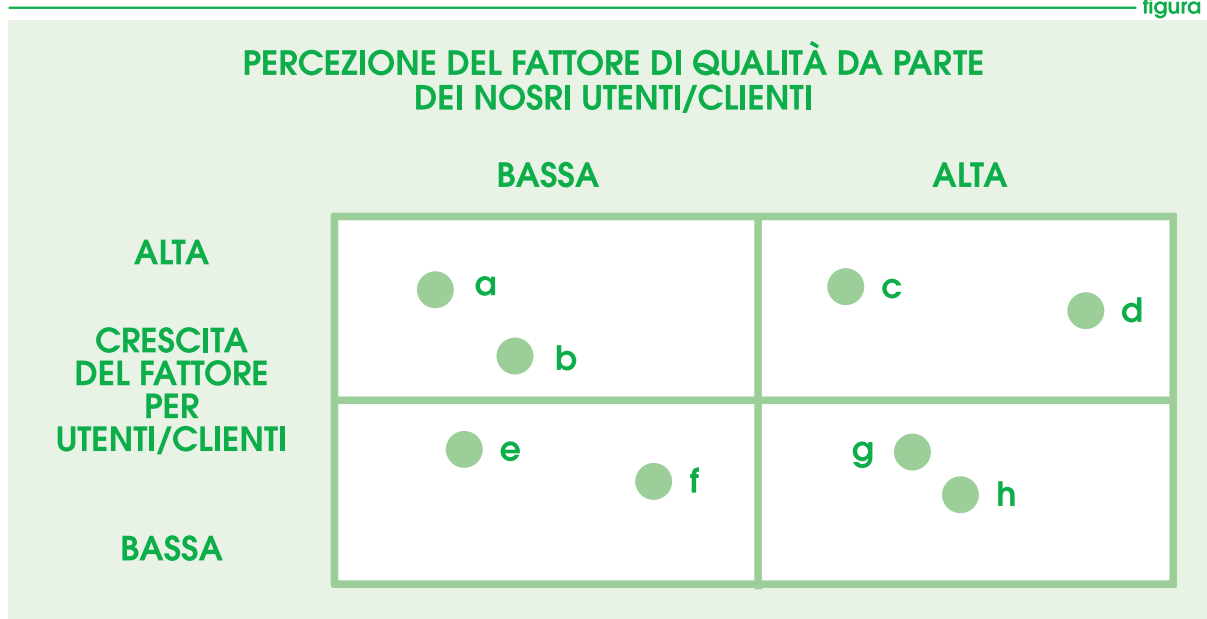 figura
PERCEZIONE DEL FATTORE DI QUALITÀ DA PARTE
DEI NOSRI UTENTI/CLIENTI
BASSA
ALTA
ALTA
a
c
d
CRESCITA
DEL FATTORE
PER
UTENTI/CLIENTI
b
e
g
f
h
BASSA